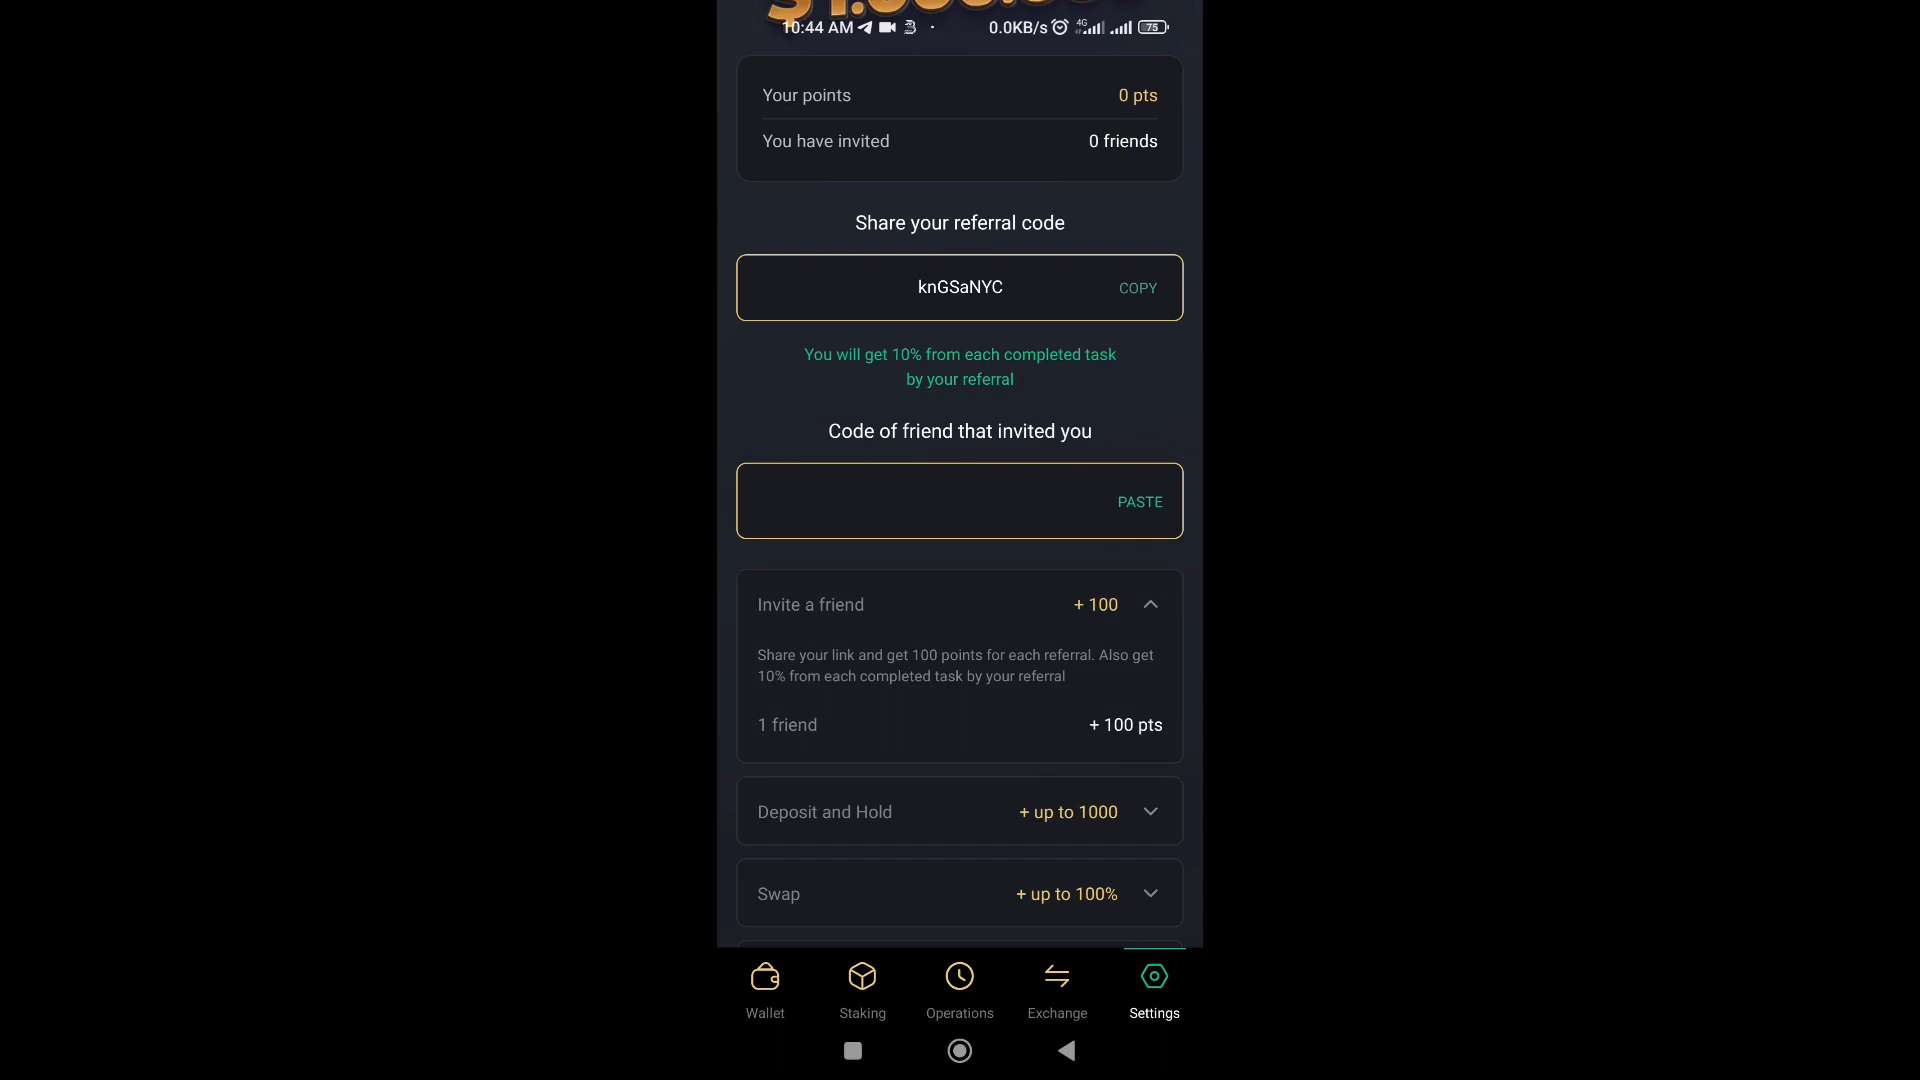 10:44 AM
0.0KB/s 4G 75
Your points 0 pts
You have invited 0 friends
Share your referral code
knGSaNYC COPY
You will get 10% from each completed task
by your referral
Code of friend that invited you
PASTE
Invite a friend + 100
Share your link and get 100 points for each referral. Also get
10% from each completed task by your referral
1 friend + 100 pts
Deposit and Hold + up to 1000
Swap + up to 100%
Wallet Staking Operations Exchange Settings